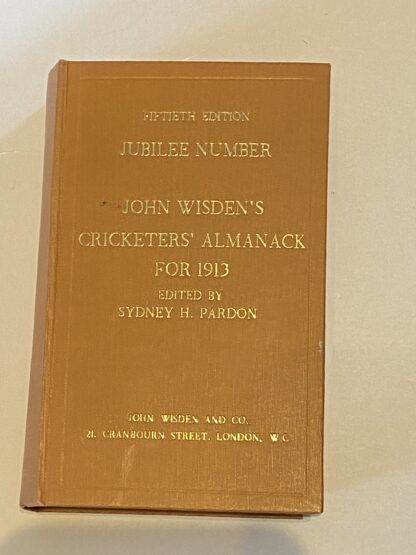 FIFTIETH EDITION
JUBILEE NUMBER
JOHN WISDEN'S
CRICKETERS' ALMANACK
FOR 1913
EDITED BY
SYDNEY H. PARDON
JOHN WISDEN AND CO.
21. CRANBOURN STREET. LONDON, W.C.